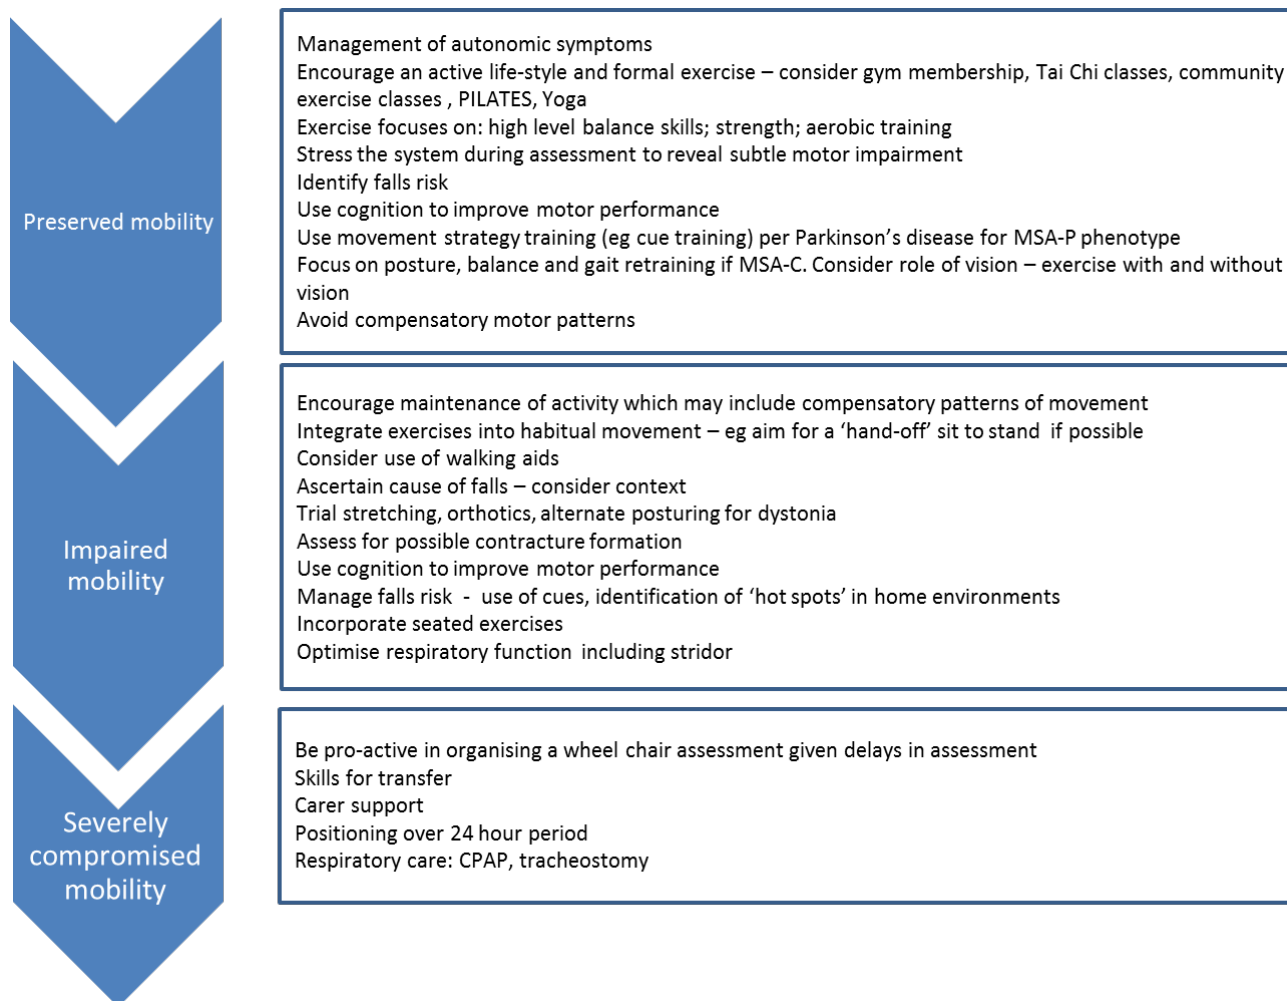 Preserved mobility
Management of autonomic symptoms
Encourage an active life-style and formal exercise – consider gym membership, Tai Chi classes, community
exercise classes , PILATES, Yoga
Exercise focuses on: high level balance skills; strength; aerobic training
Stress the system during assessment to reveal subtle motor impairment
Identify falls risk
Use cognition to improve motor performance
Use movement strategy training (eg cue training) per Parkinson’s disease for MSA-P phenotype
Focus on posture, balance and gait retraining if MSA-C. Consider role of vision – exercise with and without
vision
Avoid compensatory motor patterns
Impaired
mobility
Encourage maintenance of activity which may include compensatory patterns of movement
Integrate exercises into habitual movement – eg aim for a ‘hand-off’ sit to stand if possible
Consider use of walking aids
Ascertain cause of falls – consider context
Trial stretching, orthotics, alternate posturing for dystonia
Assess for possible contracture formation
Use cognition to improve motor performance
Manage falls risk - use of cues, identification of ‘hot spots’ in home environments
Incorporate seated exercises
Optimise respiratory function including stridor
Severely
compromised
mobility
Be pro-active in organising a wheel chair assessment given delays in assessment
Skills for transfer
Carer support
Positioning over 24 hour period
Respiratory care: CPAP, tracheostomy